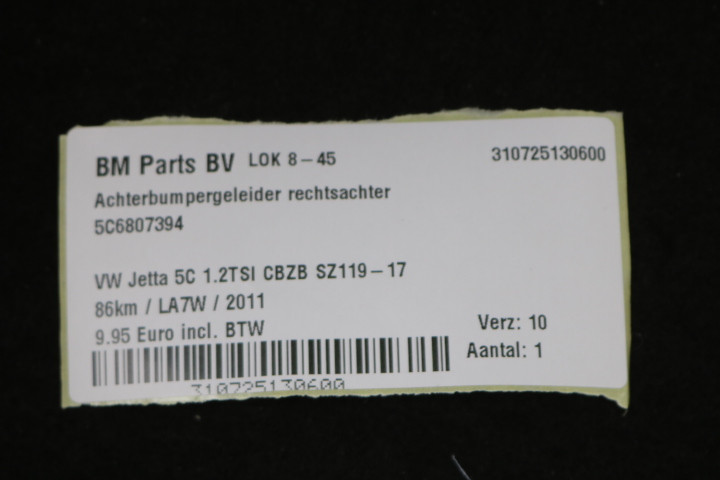 BM Parts BV LOK 8-45 310725130600
Achterbumpergeleider rechtsachter
5C6807394
VW Jetta 5C 1.2TSI CBZB SZ119-17
86km / LA7W / 2011
9.95 Euro incl. BTW
Verz: 10
Aantal: 1
310725130600